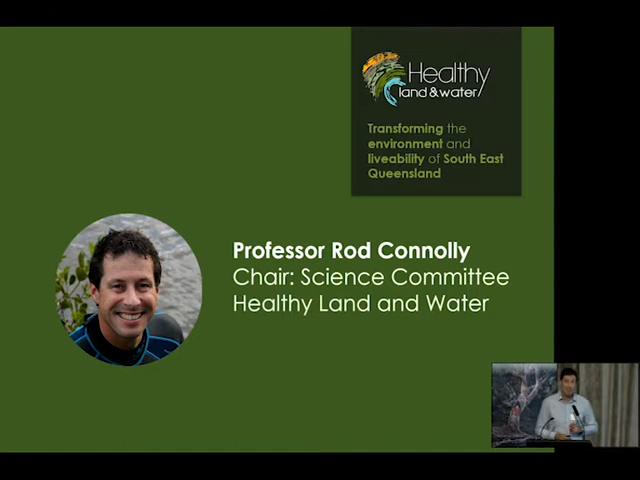 Healthy
land & water
Transforming the
environment and
liveability of South East
Queensland
Professor Rod Connolly
Chair: Science Committee
Healthy Land and Water